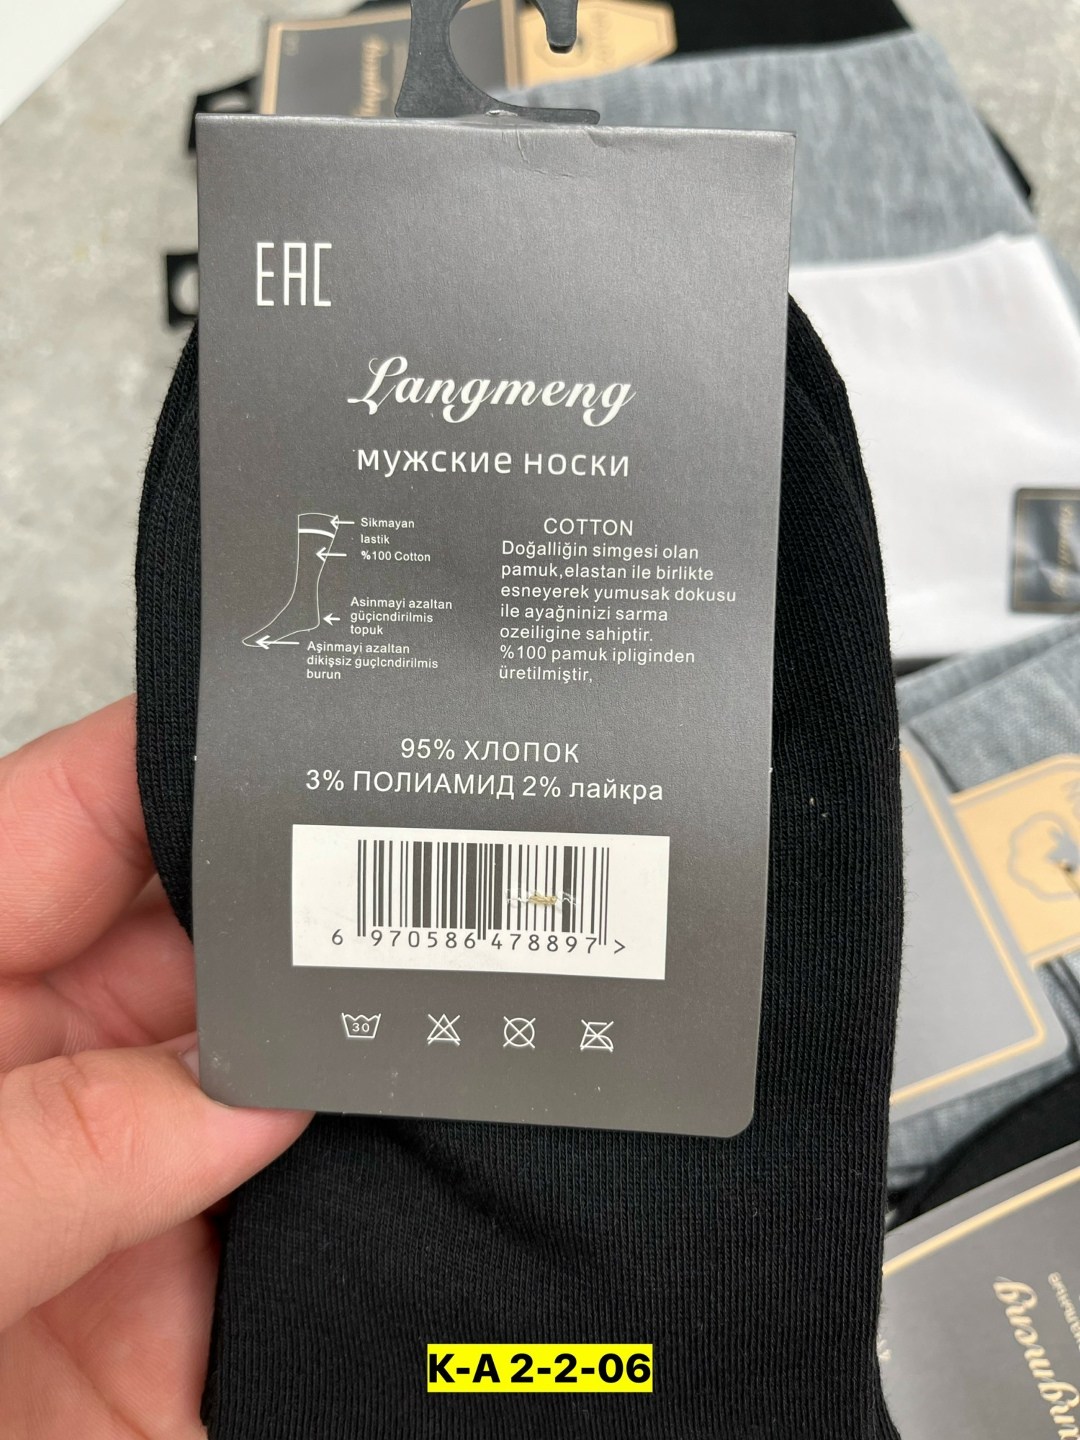 EAC
Langmeng
мужские носки
Sikmayan
lastik
%100 Cotton
Asinmayi azaltan
güçicndirilmis
topuk
Aşinmayi azaltan
dikişsiz guçlcndirilmis
burun
COTTON
Doğalliğin simgesi olan
pamuk,elastan ile birlikte
esneyerek yumusak dokusu
ile ayağninizi sarma
ozeiligine sahiptir.
%100 pamuk ipliginden
üretilmiştir,
95% ХЛОПОК
3% ПОЛИАМИД 2% лайкра
6 970586 478897 >
30
K-A 2-2-06